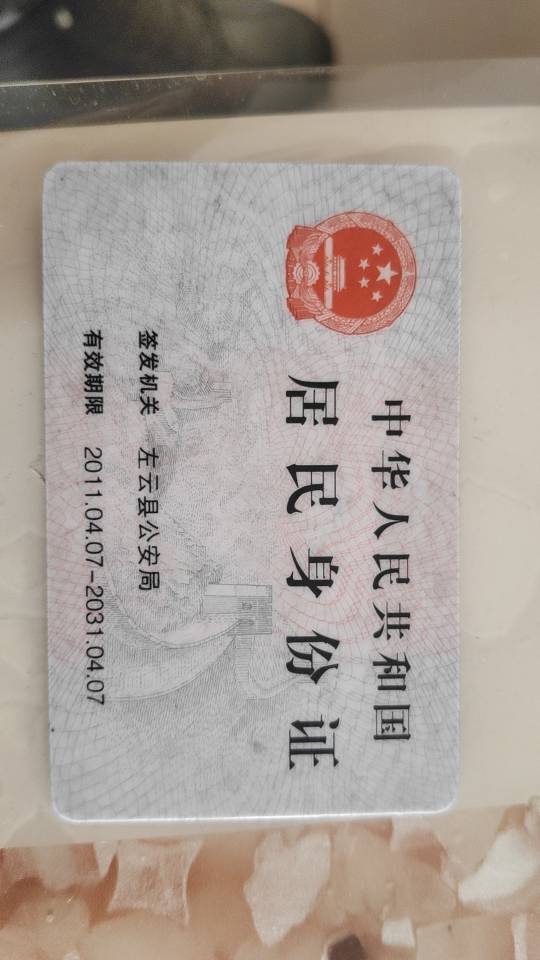 中华人民共和国
居民身份证
签发机关 左云县公安局
有效期限 2011.04.07-2031.04.07